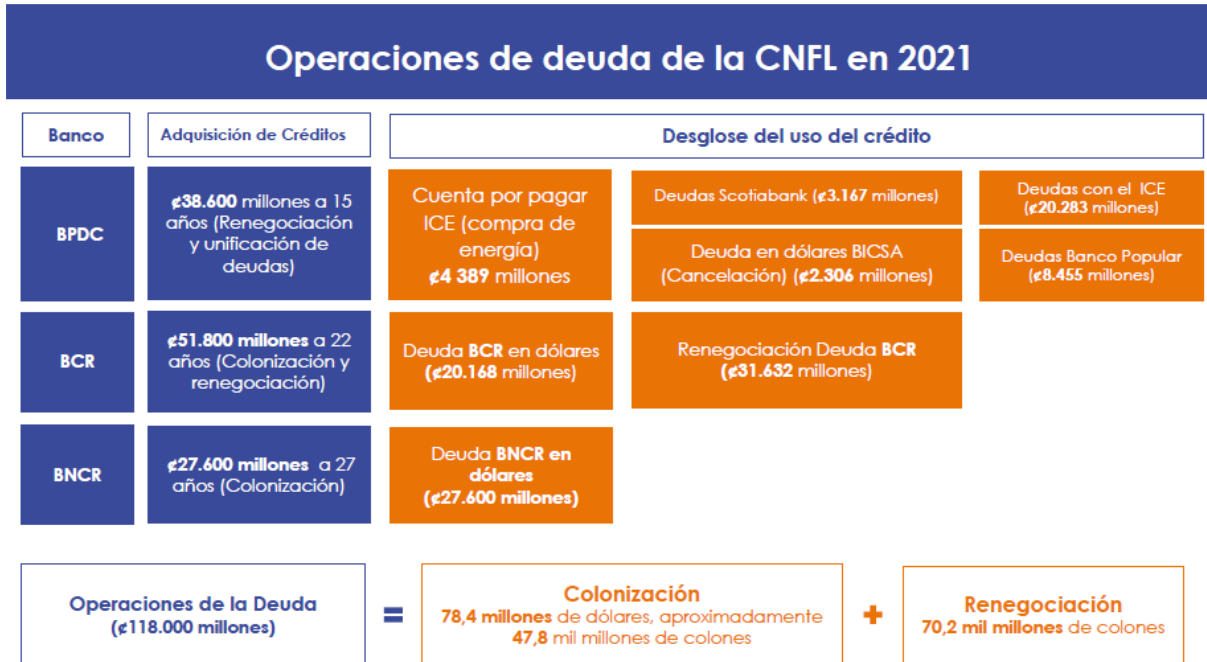 Operaciones de deuda de la CNFL en 2021
Banco
Adquisición de Créditos
Desglose del uso del crédito
BPDC
₡38.600 millones a 15
años (Renegociación
y unificación de
deudas)
Cuenta por pagar
ICE (compra de
energía)
₡4 389 millones
Deudas Scotiabank (₡3.167 millones)
Deuda en dólares BICSA
(Cancelación) (₡2.306 millones)
Deudas con el ICE
(₡20.283 millones)
Deudas Banco Popular
(₡8.455 millones)
BCR
₡51.800 millones a 22
años (Colonización y
renegociación)
Deuda BCR en dólares
(₡20.168 millones)
Renegociación Deuda BCR
(₡31.632 millones)
BNCR
₡27.600 millones a 27
años (Colonización)
Deuda BNCR en
dólares
(₡27.600 millones)
Operaciones de la Deuda
(₡118.000 millones)
=
Colonización
78,4 millones de dólares, aproximadamente
47,8 mil millones de colones
+
Renegociación
70,2 mil millones de colones